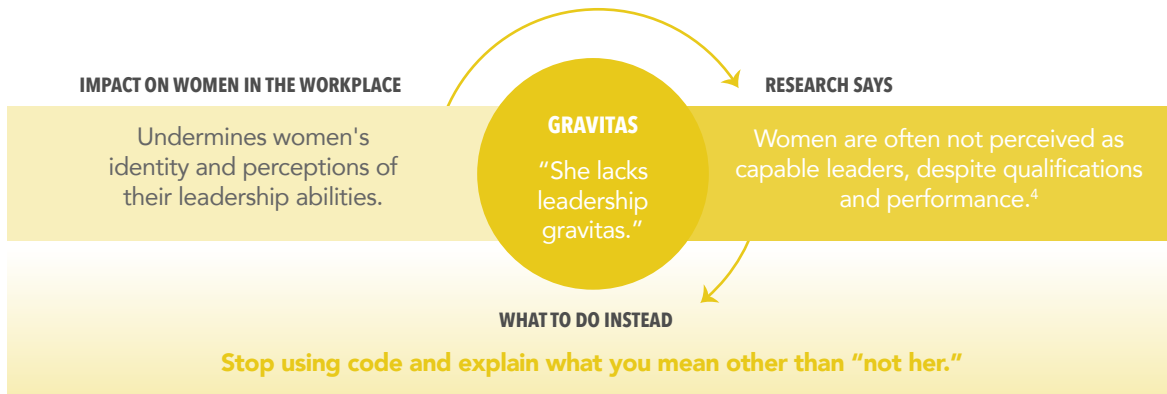 IMPACT ON WOMEN IN THE WORKPLACE
Undermines women's
identity and perceptions of
their leadership abilities.
GRAVITAS
“She lacks
leadership
gravitas.”
RESEARCH SAYS
Women are often not perceived as
capable leaders, despite qualifications
and performance.⁴
WHAT TO DO INSTEAD
Stop using code and explain what you mean other than “not her.”